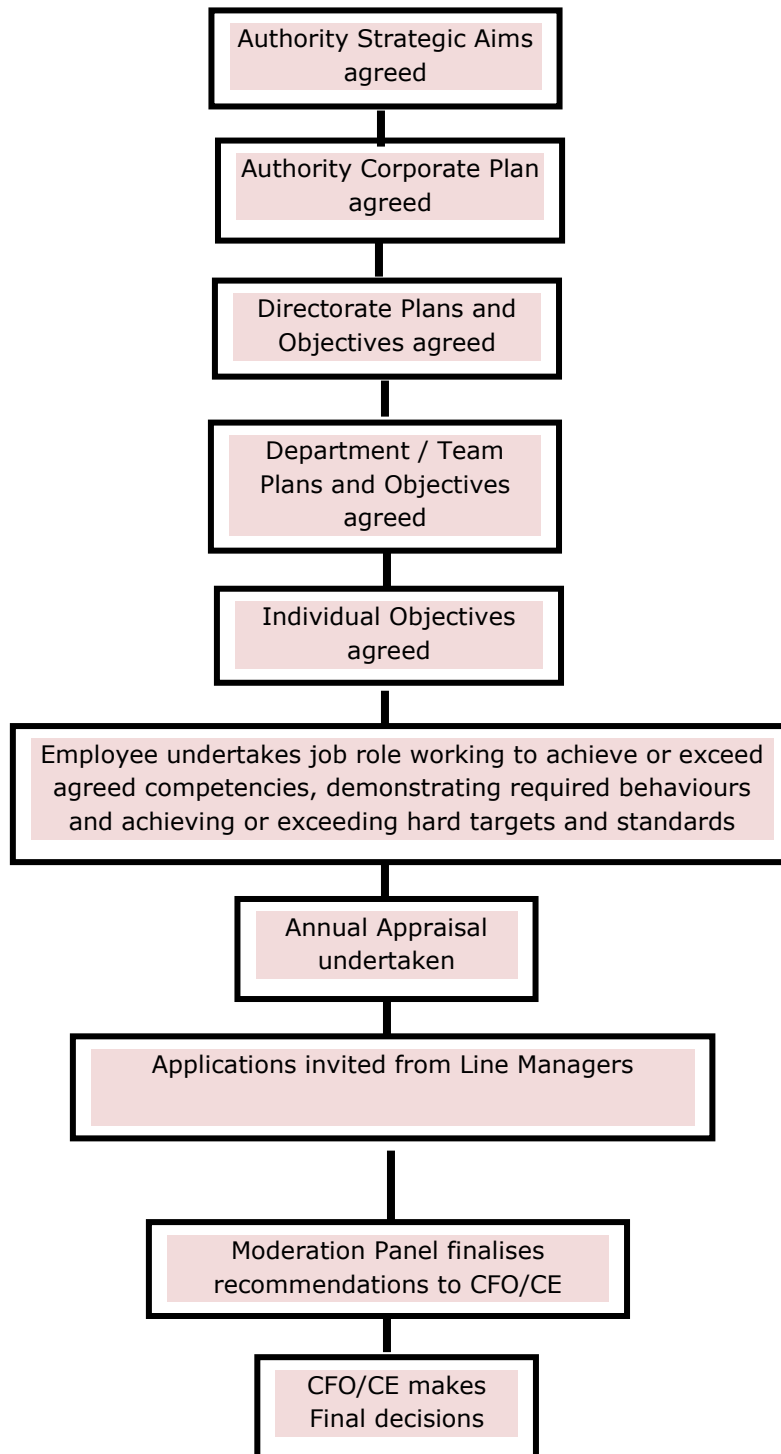 Authority Strategic Aims
agreed
Authority Corporate Plan
agreed
Directorate Plans and
Objectives agreed
Department / Team
Plans and Objectives
agreed
Individual Objectives
agreed
Employee undertakes job role working to achieve or exceed
agreed competencies, demonstrating required behaviours
and achieving or exceeding hard targets and standards
Annual Appraisal
undertaken
Applications invited from Line Managers
Moderation Panel finalises
recommendations to CFO/CE
CFO/CE makes
Final decisions